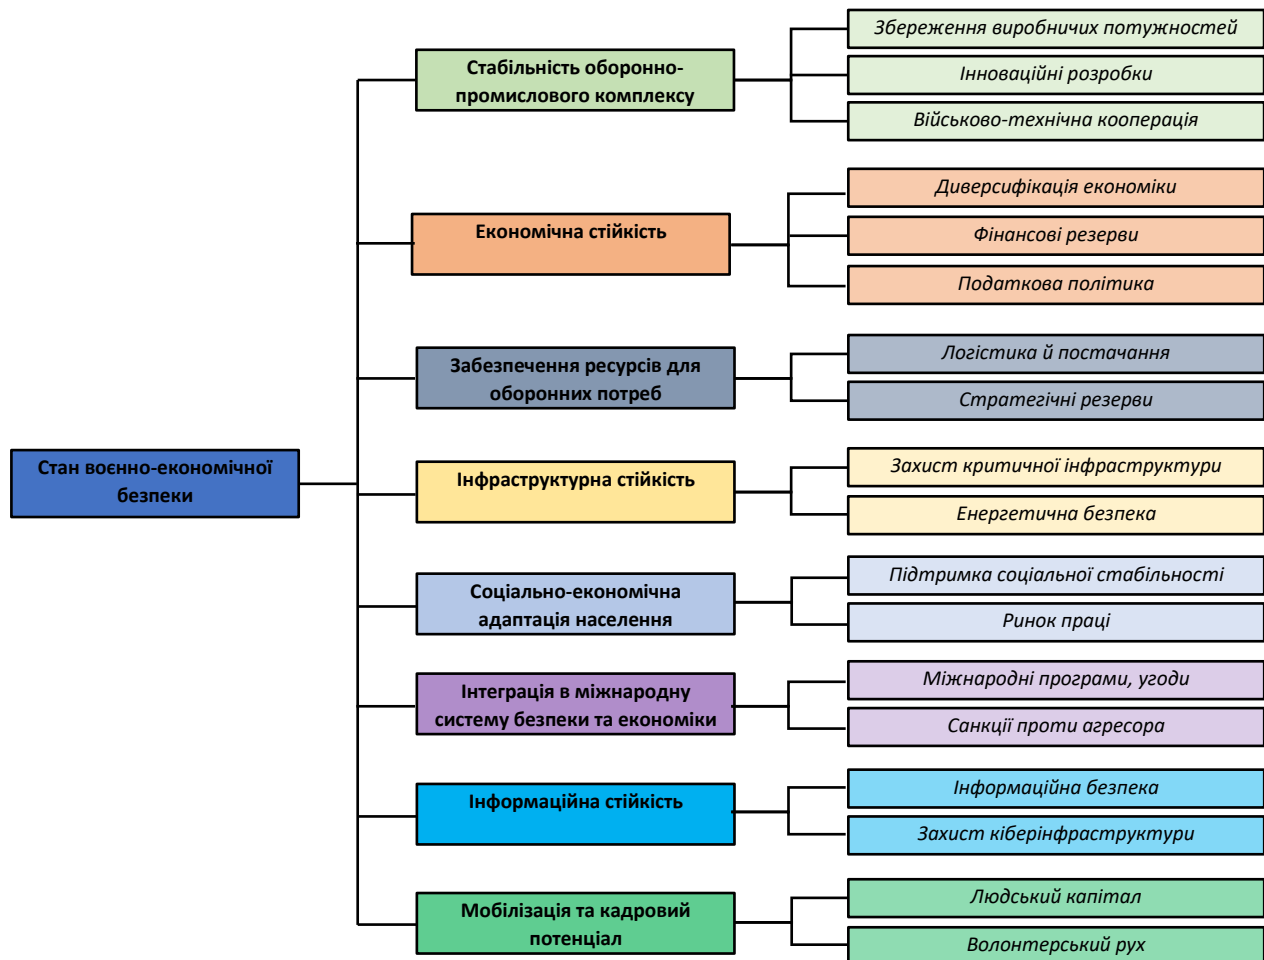 Стан воєнно-економічної
безпеки
Стабільність оборонно-
промислового комплексу
Збереження виробничих потужностей
Інноваційні розробки
Військово-технічна кооперація
Економічна стійкість
Диверсифікація економіки
Фінансові резерви
Податкова політика
Забезпечення ресурсів для
оборонних потреб
Логістика й постачання
Стратегічні резерви
Інфраструктурна стійкість
Захист критичної інфраструктури
Енергетична безпека
Соціально-економічна
адаптація населення
Підтримка соціальної стабільності
Ринок праці
Інтеграція в міжнародну
систему безпеки та економіки
Міжнародні програми, угоди
Санкції проти агресора
Інформаційна стійкість
Інформаційна безпека
Захист кіберінфраструктури
Мобілізація та кадровий
потенціал
Людський капітал
Волонтерський рух